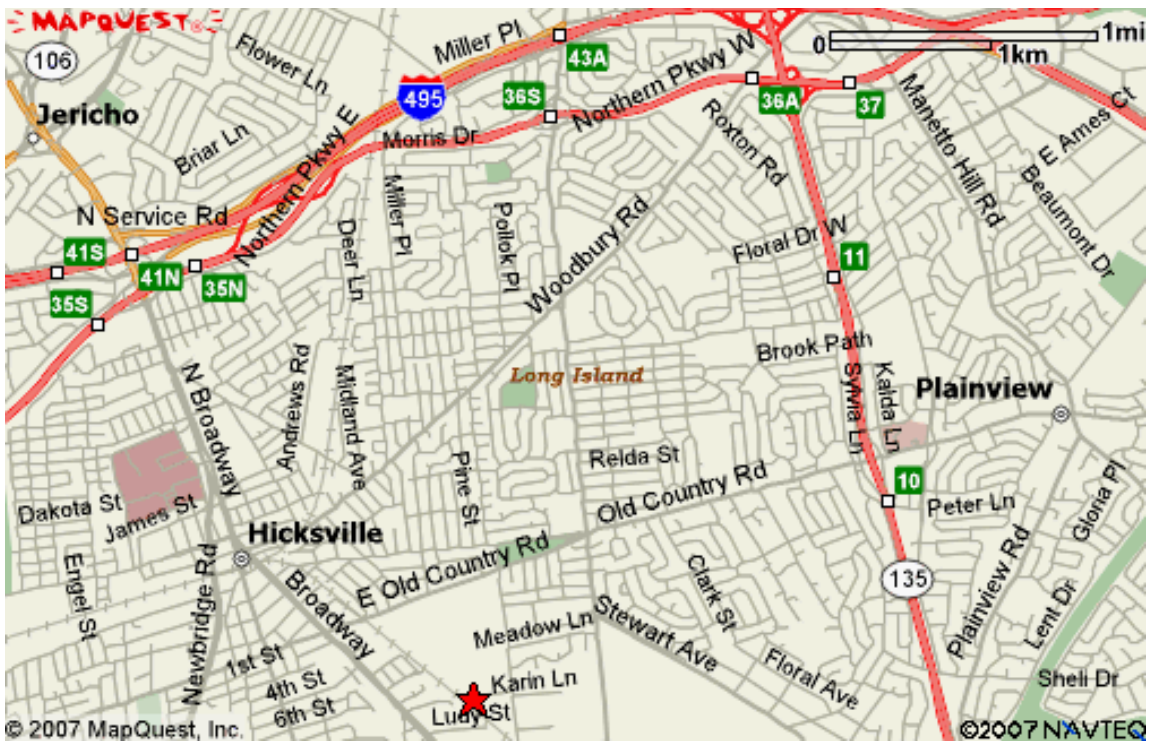 MAPQUEST
Miller Pl
0
1mi
1km
106
Flower Ln
43A
495
36S
Northern Pkwy W
36A
37
Manetto Hill Rd
E Ames Ct
Jericho
Briar Ln
Northern Pkwy E
Morris Dr
Roxton Rd
Beaumont Dr
N Service Rd
Miller Pl
Pollok Pl
Woodbury Rd
Floral Dr W
41S
41N
35N
35S
Deer Ln
11
N Broadway
Andrews Rd
Midland Ave
Long Island
Brook Path
Sylvia Ln
Kalda Ln
Plainview
Relda St
Pine St
Old Country Rd
10
Peter Ln
Gloria Pl
Dakota St
James St
Hicksville
Engel St
Newbridge Rd
Broadway
E Old Country Rd
Clark St
135
Plainview Rd
Lent Dr
Meadow Ln
Stewart Ave
1st St
4th St
6th St
Karin Ln
Ludy St
Floral Ave
Sheli Dr
© 2007 MapQuest, Inc.
©2007 NAVTEQ